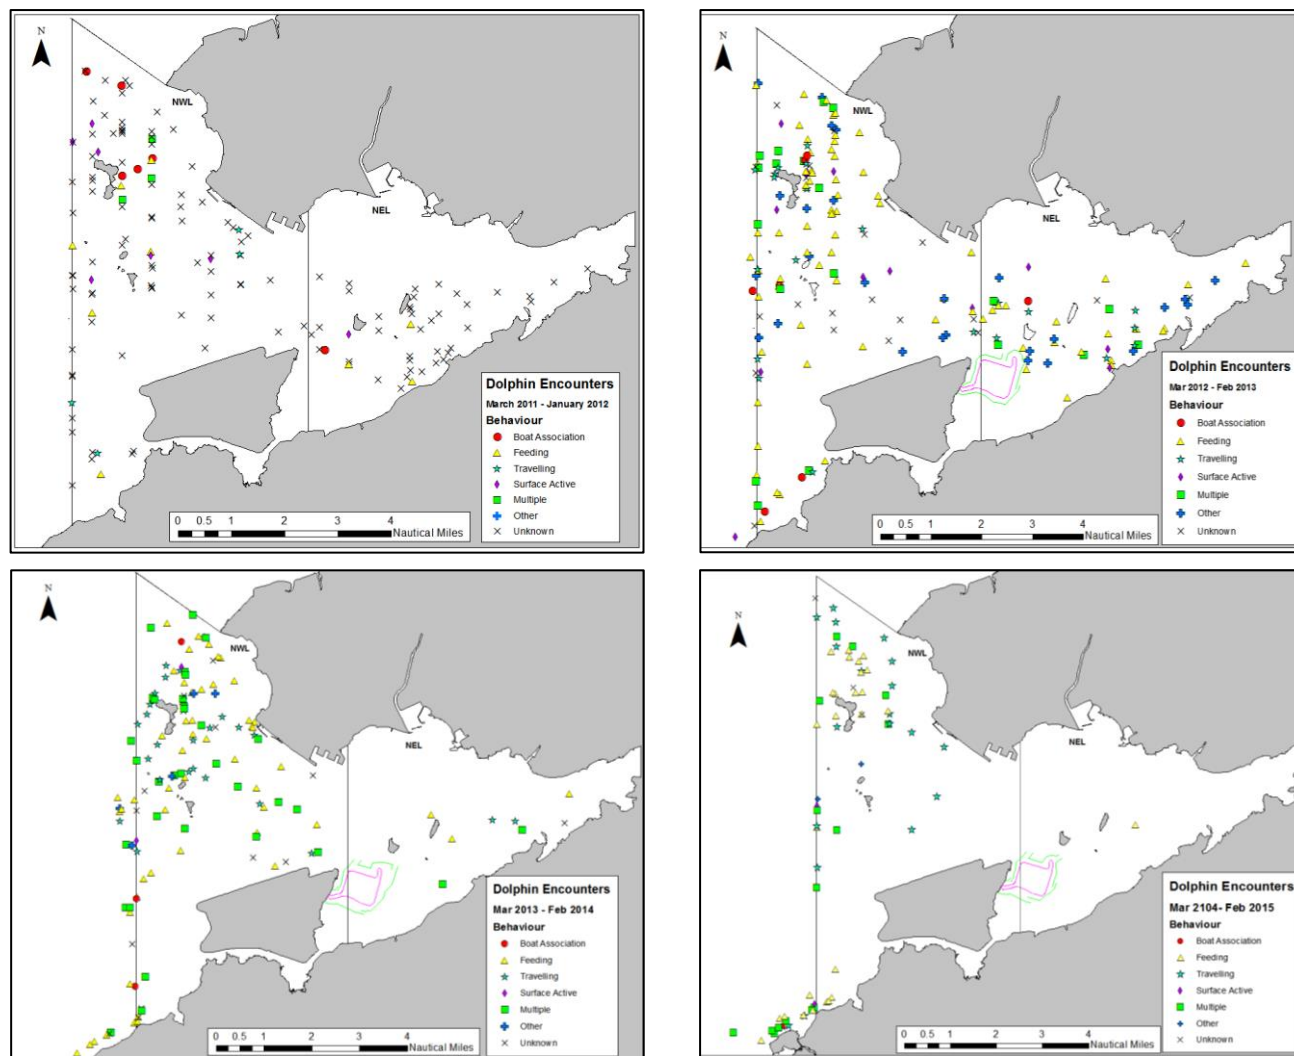 N
NWL
NEL
Dolphin Encounters
March 2011 - January 2012
Behaviour
Boat Association
Feeding
Travelling
Surface Active
Multiple
Other
Unknown
0 0.5 1 2 3 4
Nautical Miles
N
NWL
NEL
Dolphin Encounters
Mar 2012 - Feb 2013
Behaviour
Boat Association
Feeding
Travelling
Surface Active
Multiple
Other
Unknown
0 0.5 1 2 3 4
Nautical Miles
N
NWL
NEL
Dolphin Encounters
Mar 2013 - Feb 2014
Behaviour
Boat Association
Feeding
Travelling
Surface Active
Multiple
Other
Unknown
0 0.5 1 2 3 4
Nautical Miles
N
NWL
NEL
Dolphin Encounters
Mar 2104- Feb 2015
Behaviour
Boat Association
Feeding
Travelling
Surface Active
Multiple
Other
Unknown
0 0.5 1 2 3 4
Nautical Miles